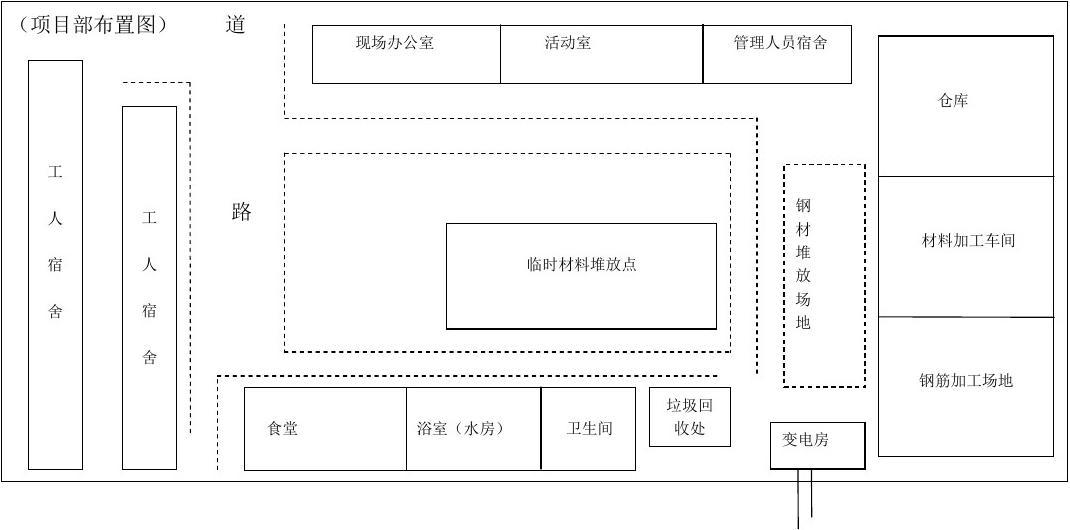 （项目部布置图）
道
现场办公室
活动室
管理人员宿舍
仓库
工人宿舍
工人宿舍
路
钢材堆放场地
材料加工车间
临时材料堆放点
钢筋加工场地
食堂
浴室（水房）
卫生间
垃圾回
收处
变电房